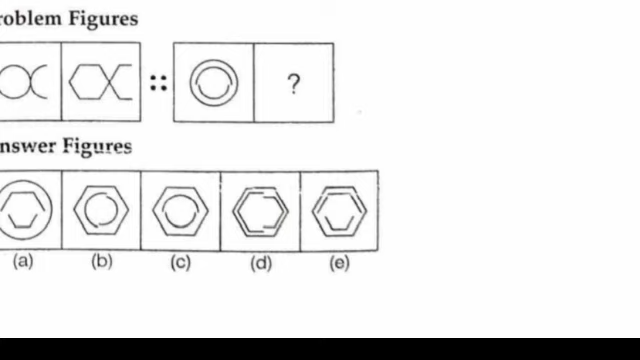 roblem Figures
::
?
nswer Figures
(a) (b) (c) (d) (e)